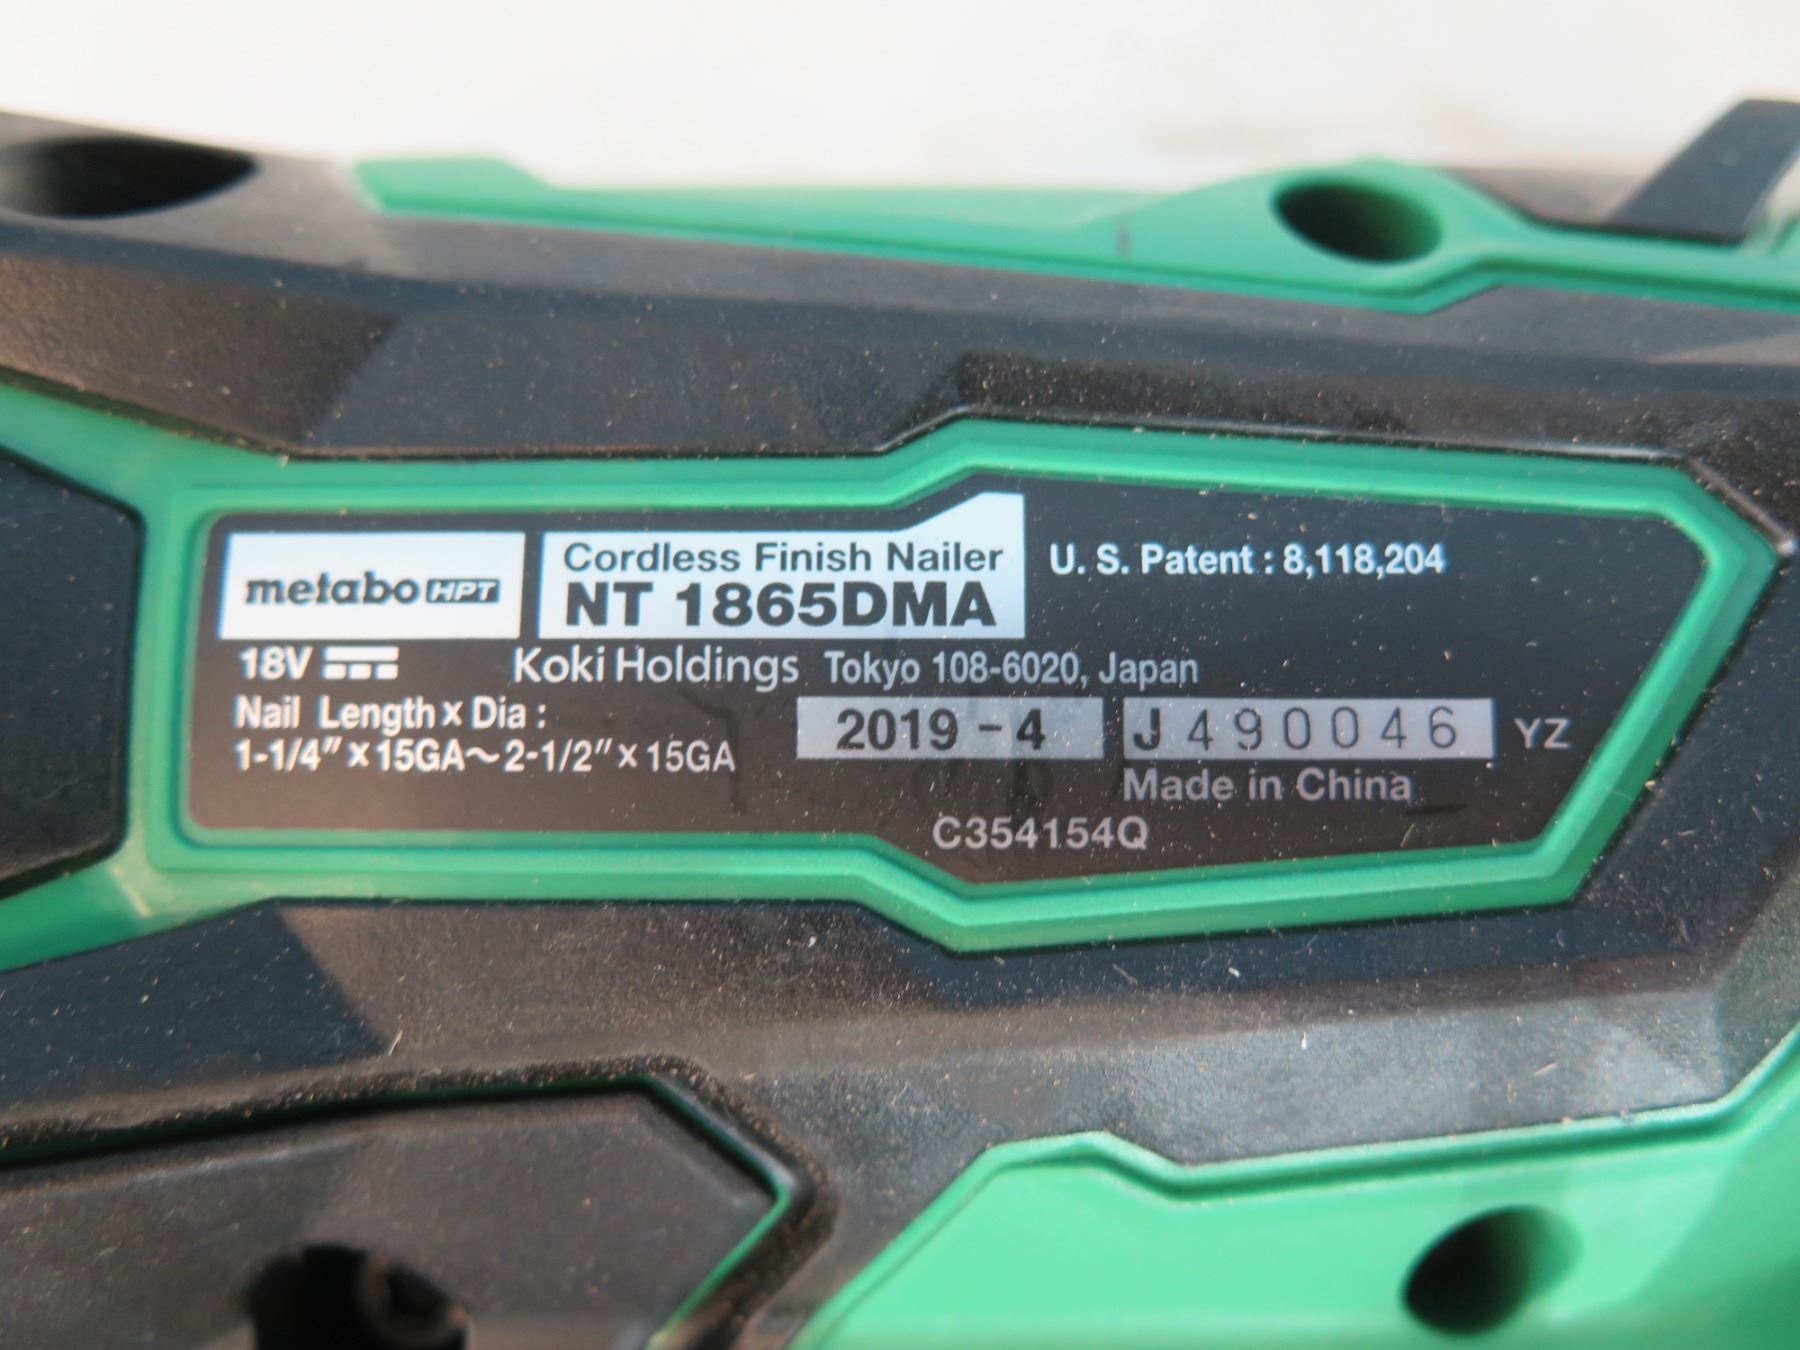 metabo HPT
Cordless Finish Nailer
NT 1865DMA
U. S. Patent : 8,118,204
18V
Koki Holdings Tokyo 108-6020, Japan
Nail Length x Dia :
1-1/4" x 15GA～2-1/2" x 15GA
2019 - 4
J490046 YZ
Made in China
C354154Q